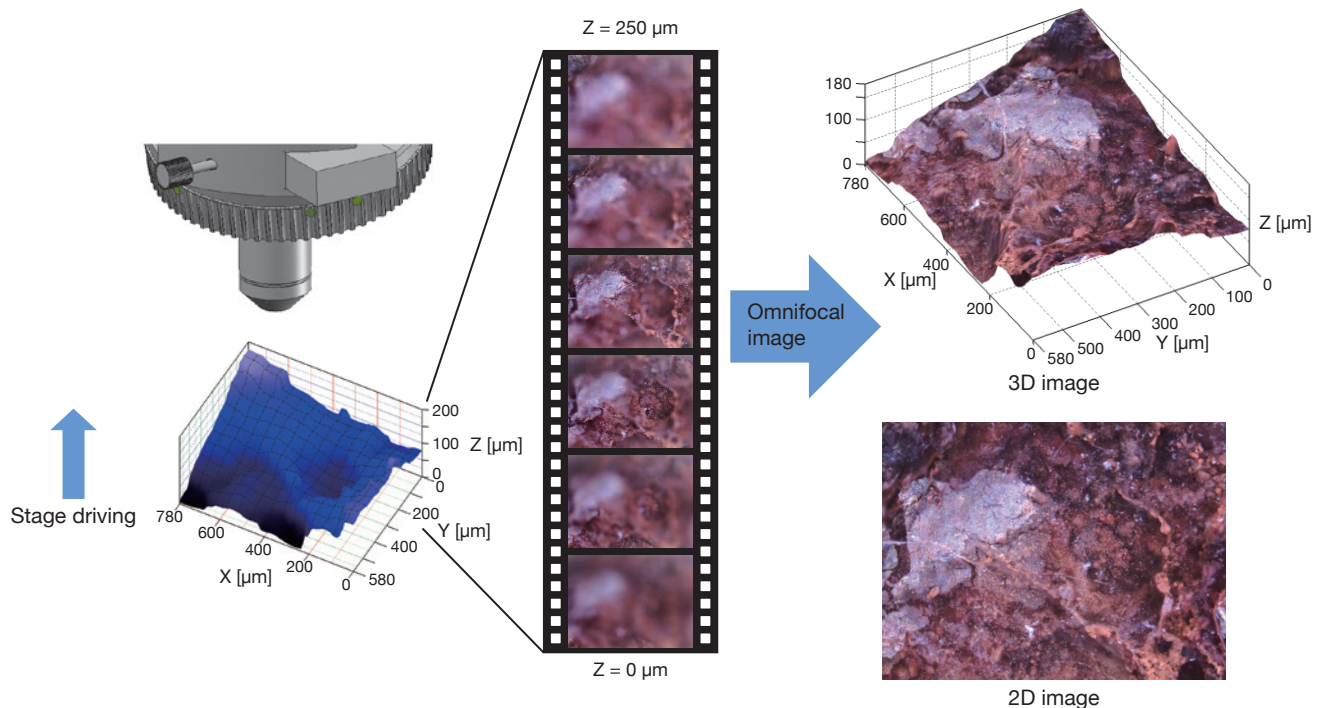 Z = 250 µm
Stage driving
200
100
0
Z [µm]
0
200
400
580
Y [µm]
780
600
400
200
0
X [µm]
Z = 0 µm
Omnifocal
image
180
100
0
780
600
400
200
0
X [µm]
580
500
400
300
200
100
0
Y [µm]
Z [µm]
3D image
2D image